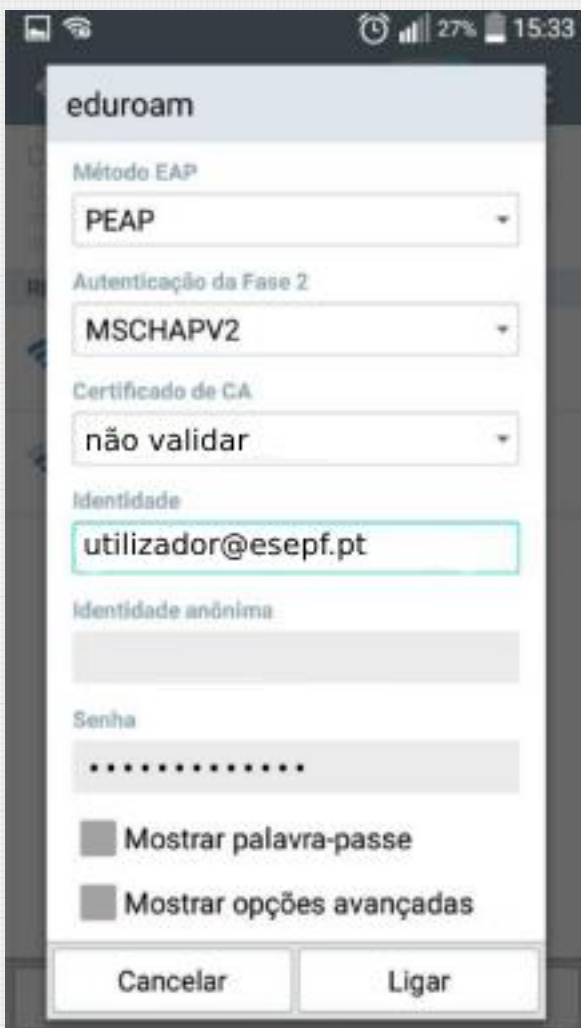 27% 15:33
eduroam
Método EAP
PEAP
Autenticação da Fase 2
MSCHAPV2
Certificado de CA
não validar
Identidade
utilizador@esepf.pt
Identidade anônima
Senha
•••••••••••••
Mostrar palavra-passe
Mostrar opções avançadas
Cancelar Ligar